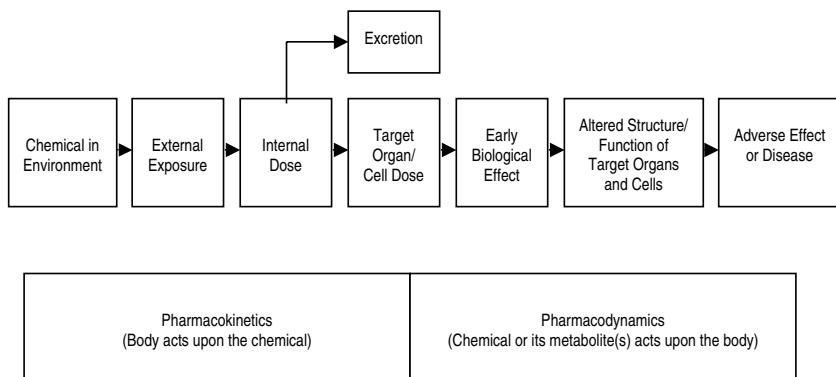 Excretion
Chemical in
Environment
External
Exposure
Internal
Dose
Target
Organ/
Cell Dose
Early
Biological
Effect
Altered Structure/
Function of
Target Organs
and Cells
Adverse Effect
or Disease
Pharmacokinetics
(Body acts upon the chemical)
Pharmacodynamics
(Chemical or its metabolite(s) acts upon the body)